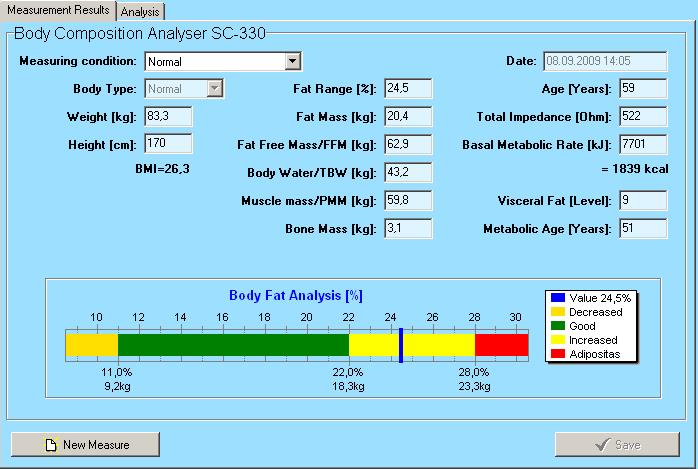 Measurement Results Analysis
Body Composition Analyser SC-330
Measuring condition: Normal Date: 08.09.2009 14:05
Body Type: Normal Fat Range [%]: 24,5 Age [Years]: 59
Weight [kg]: 83,3 Fat Mass [kg]: 20,4 Total Impedance [Ohm]: 522
Height [cm]: 170 Fat Free Mass/FFM [kg]: 62,9 Basal Metabolic Rate [kJ]: 7701
BMI=26,3 Body Water/TBW [kg]: 43,2 = 1839 kcal
Muscle mass/PMM [kg]: 59,8 Visceral Fat [Level]: 9
Bone Mass [kg]: 3,1 Metabolic Age [Years]: 51
Body Fat Analysis [%]
10 12 14 16 18 20 22 24 26 28 30
11,0% 22,0% 28,0%
9,2kg 18,3kg 23,3kg
Value 24,5%
Decreased
Good
Increased
Adipositas
New Measure Save